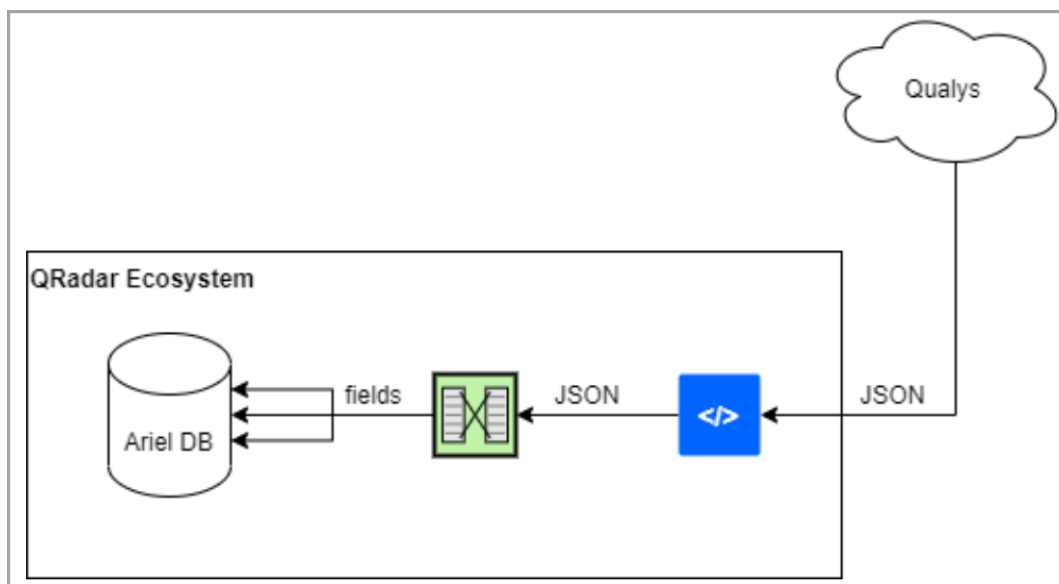 Qualys
QRadar Ecosystem
Ariel DB
fields
JSON
</>
JSON